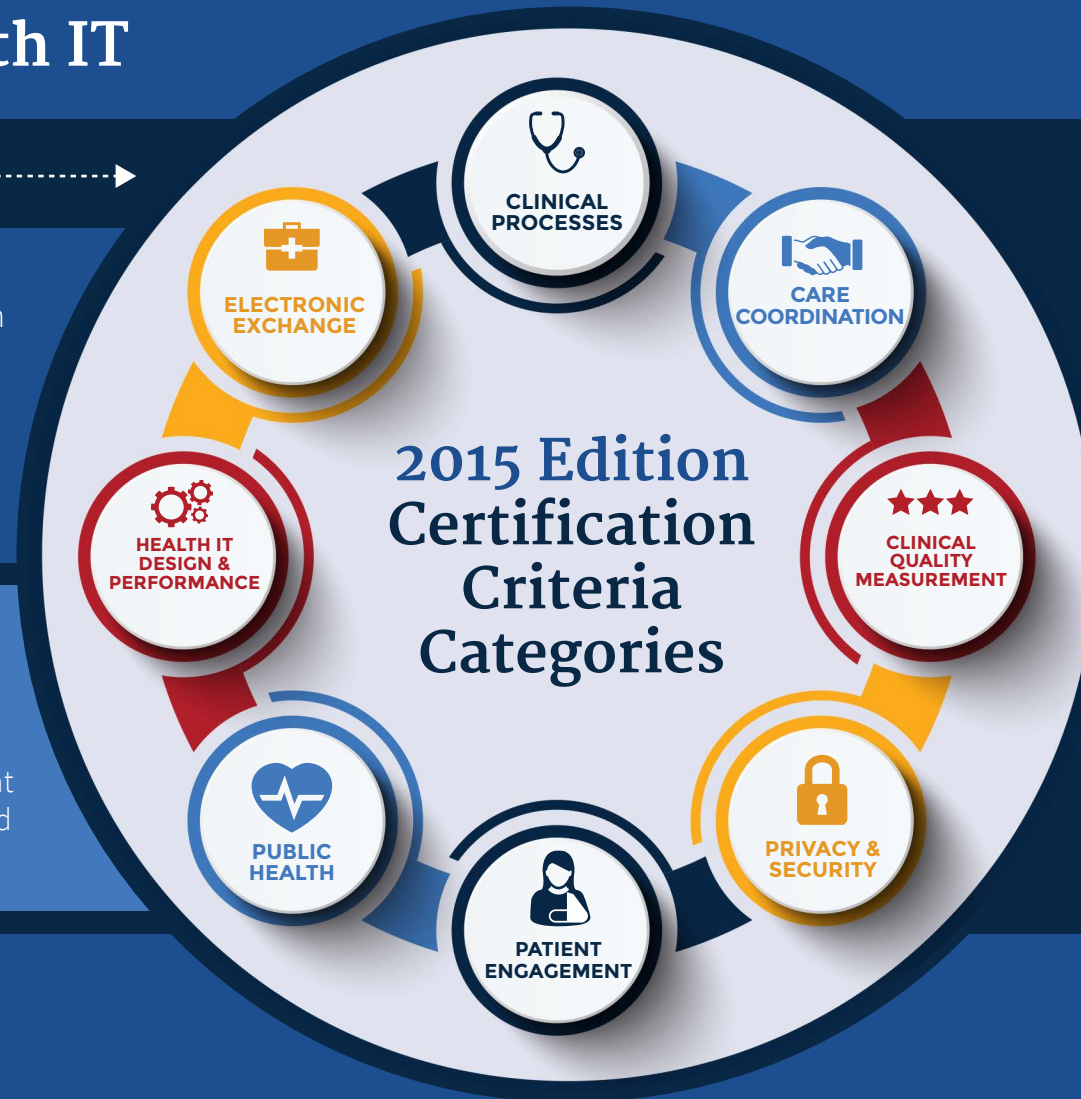 th IT
2015 Edition
Certification
Criteria
Categories
CLINICAL
PROCESSES
CARE
COORDINATION
CLINICAL
QUALITY
MEASUREMENT
PRIVACY &
SECURITY
PATIENT
ENGAGEMENT
PUBLIC
HEALTH
HEALTH IT
DESIGN &
PERFORMANCE
ELECTRONIC
EXCHANGE